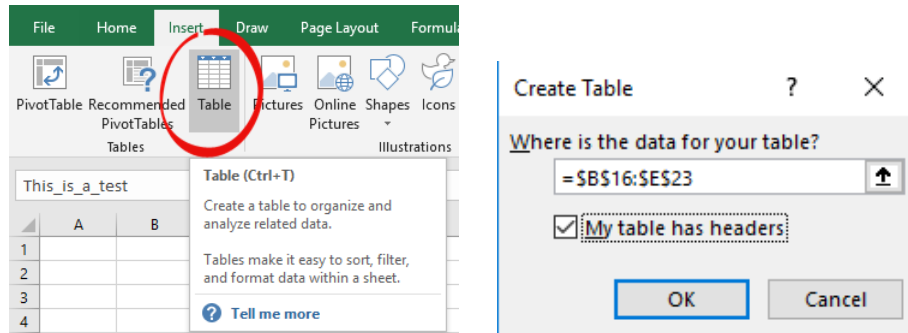 File Home Insert Draw Page Layout Formula
PivotTable Recommended PivotTables Table Pictures Online Pictures Shapes Icons
Tables Illustrations
This_is_a_test
Table (Ctrl+T)
Create a table to organize and
analyze related data.
Tables make it easy to sort, filter,
and format data within a sheet.
? Tell me more
A B
1
2
3
4
Create Table ?
Where is the data for your table?
=$B$16:$E$23
My table has headers
OK Cancel